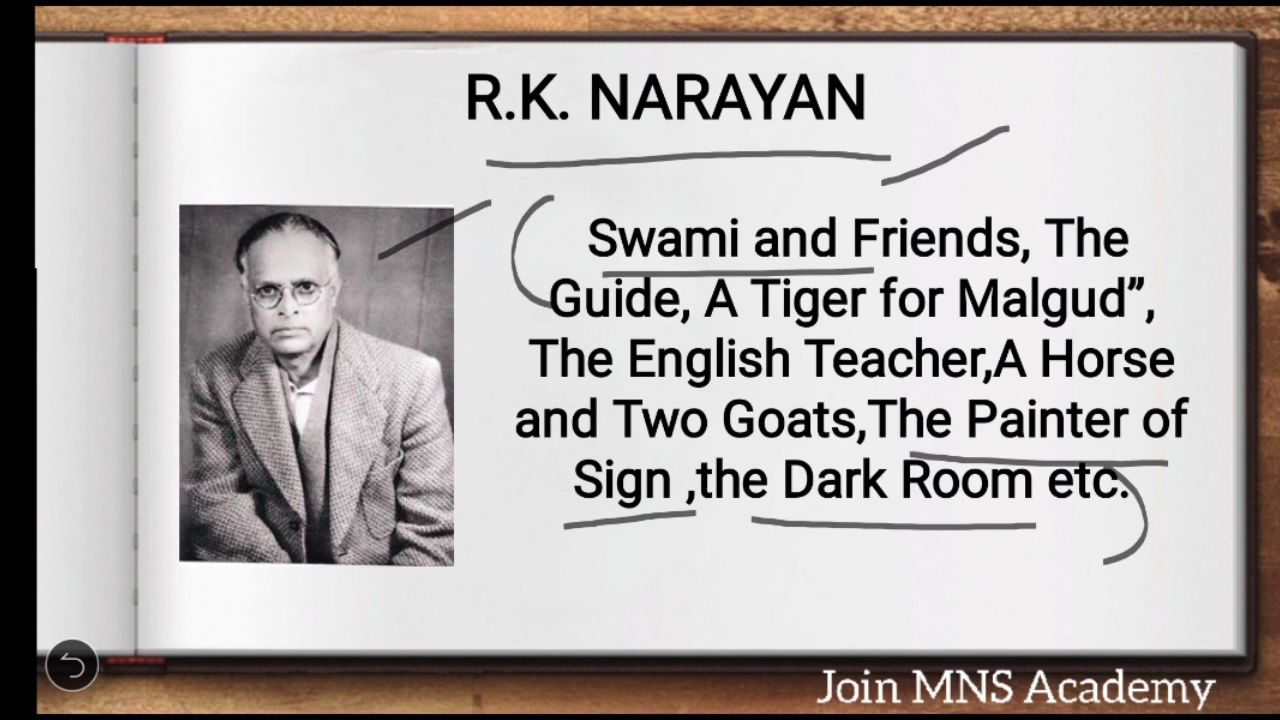 R.K. NARAYAN
Swami and Friends, The
Guide, A Tiger for Malgud”,
The English Teacher,A Horse
and Two Goats,The Painter of
Sign ,the Dark Room etc.
Join MNS Academy